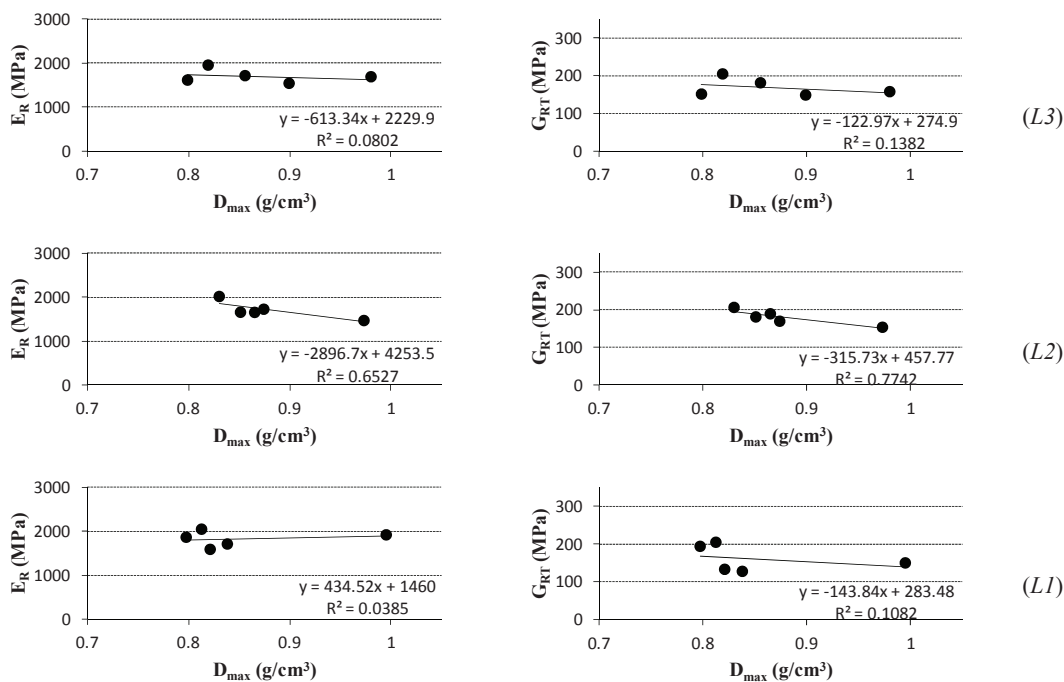 3000
2000
1000
0
E_R (MPa)
y = -613.34x + 2229.9
R² = 0.0802
0.7 0.8 0.9 1
D_max (g/cm³)
300
200
100
0
G_RT (MPa)
y = -122.97x + 274.9
R² = 0.1382
0.7 0.8 0.9 1
D_max (g/cm³)
(L3)
3000
2000
1000
0
E_R (MPa)
y = -2896.7x + 4253.5
R² = 0.6527
0.7 0.8 0.9 1
D_max (g/cm³)
300
200
100
0
G_RT (MPa)
y = -315.73x + 457.77
R² = 0.7742
0.7 0.8 0.9 1
D_max (g/cm³)
(L2)
3000
2000
1000
0
E_R (MPa)
y = 434.52x + 1460
R² = 0.0385
0.7 0.8 0.9 1
D_max (g/cm³)
300
200
100
0
G_RT (MPa)
y = -143.84x + 283.48
R² = 0.1082
0.7 0.8 0.9 1
D_max (g/cm³)
(L1)